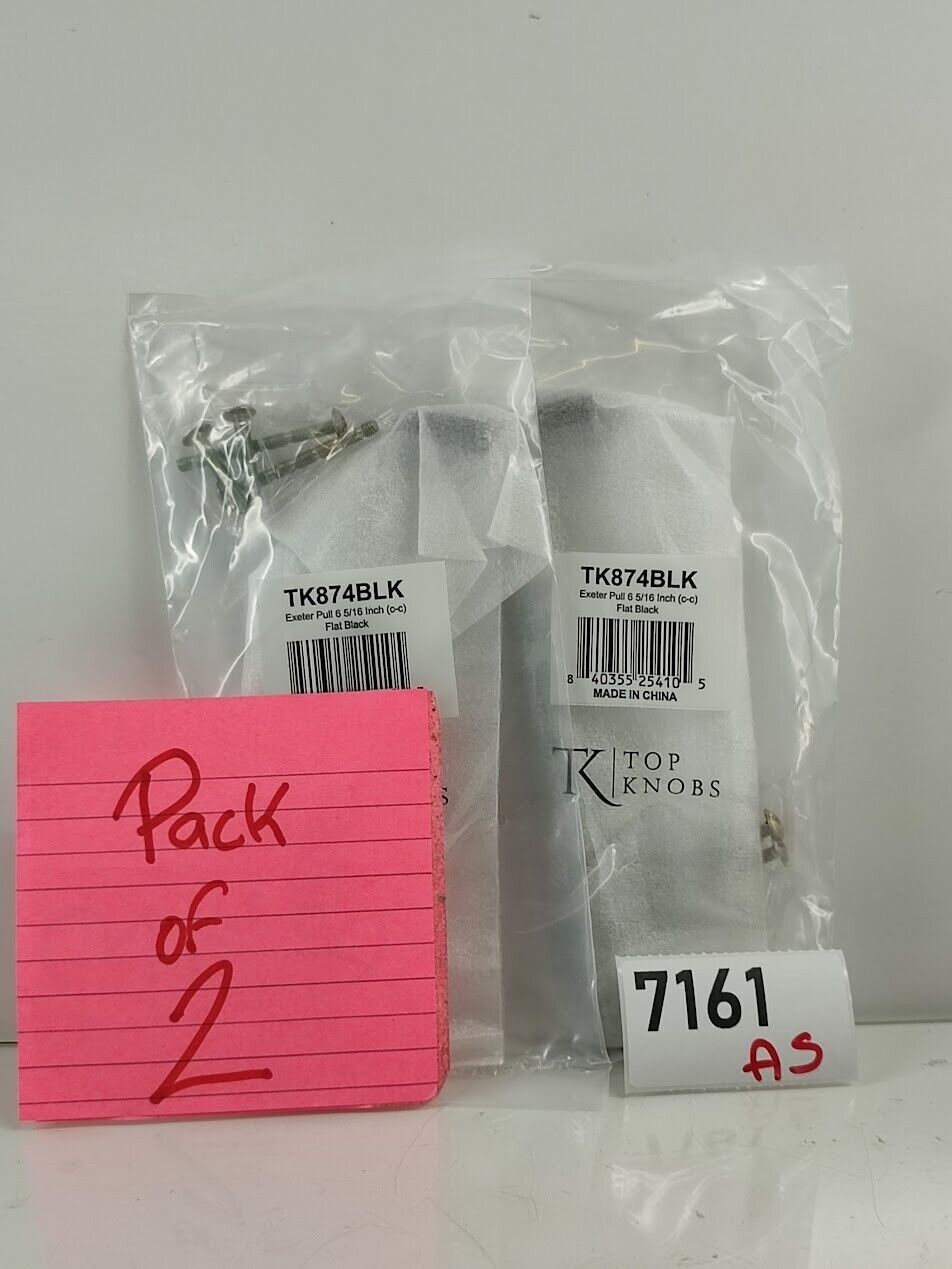 TK874BLK
Exeter Pull 6 5/16 Inch (c-c)
Flat Black
TK874BLK
Exeter Pull 6 5/16 Inch (c-c)
Flat Black
8 40355 25410 5
MADE IN CHINA
TK TOP
KNOBS
S
Pack
of
2
7161
AS